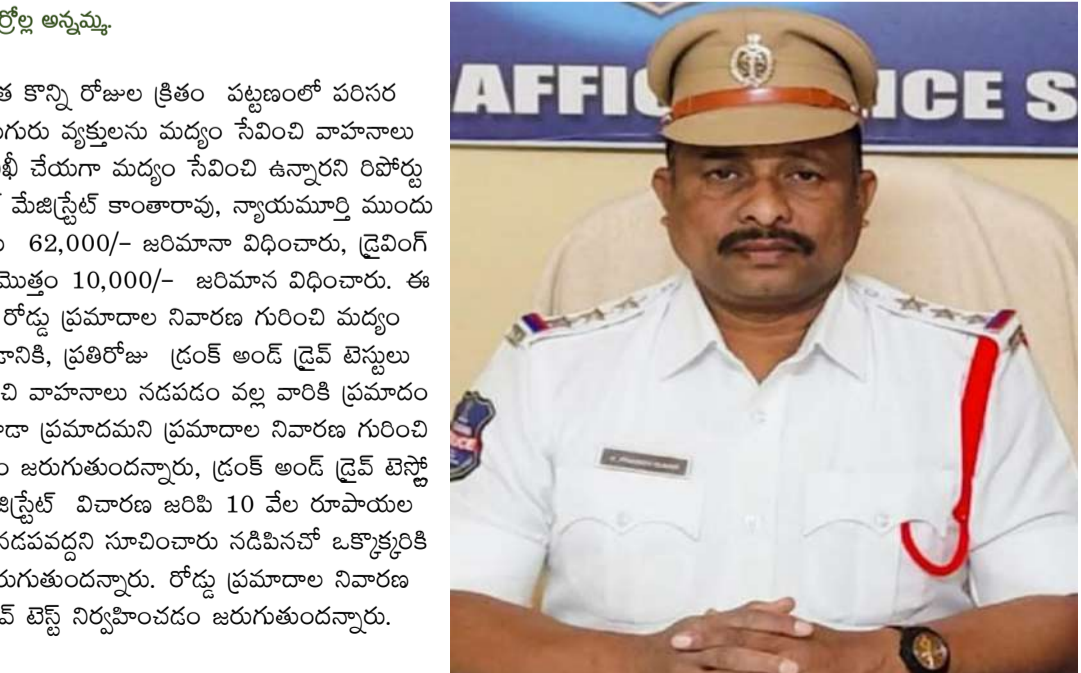 ర్రోల్ల అన్నమ్మ.
త కొన్ని రోజుల క్రితం పట్టణంలో పరిసర
ుగురు వ్యక్తులను మద్యం సేవించి వాహనాలు
ఖీ చేయగా మద్యం సేవించి ఉన్నారని రిపోర్టు
మేజిస్ట్రేట్ కాంతారావు, న్యాయమూర్తి ముందు
62,000/- జరిమానా విధించారు, డ్రైవింగ్
మొత్తం 10,000/- జరిమాన విధించారు. ఈ
రోడ్డు ప్రమాదాల నివారణ గురించి మద్యం
డానికి, ప్రతిరోజు డ్రంక్ అండ్ డ్రైవ్ టెస్టులు
చి వాహనాలు నడపడం వల్ల వారికి ప్రమాదం
డా ప్రమాదమని ప్రమాదాల నివారణ గురించి
ం జరుగుతుందన్నారు, డ్రంక్ అండ్ డ్రైవ్ టెస్ట్లో
జిస్ట్రేట్ విచారణ జరిపి 10 వేల రూపాయల
నడపవద్దని సూచించారు నడిపినచో ఒక్కొక్కరికి
రుగుతుందన్నారు. రోడ్డు ప్రమాదాల నివారణ
వ్ టెస్ట్ నిర్వహించడం జరుగుతుందన్నారు.
AFFIC ICE S